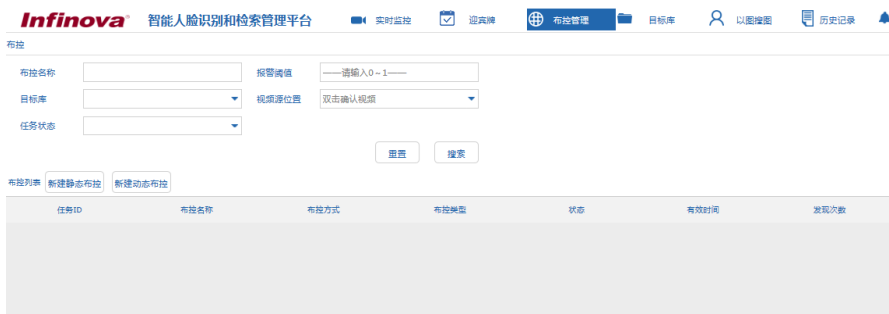 Infinova® 智能人脸识别和检索管理平台 实时监控 迎宾牌 布控管理 目标库 以图搜图 历史记录
布控
布控名称 报警阈值 ——请输入0～1——
目标库 视频源位置 双击确认视频
任务状态
重置 搜索
布控列表 新建静态布控 新建动态布控
任务ID 布控名称 布控方式 布控类型 状态 有效时间 发现次数